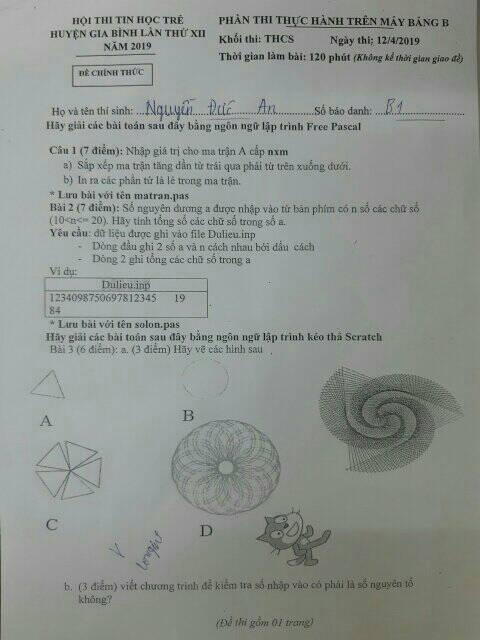 HỘI THI TIN HỌC TRẺ
HUYỆN GIA BÌNH LẦN THỨ XII
NĂM 2019
ĐỀ CHÍNH THỨC
PHẦN THI THỰC HÀNH TRÊN MÁY BẢNG B
Khối thi: THCS Ngày thi; 12/4/2019
Thời gian làm bài: 120 phút (Không kể thời gian giao đề)
Họ và tên thí sinh: Nguyễn Đức An Số báo danh: B1
Hãy giải các bài toán sau đây bằng ngôn ngữ lập trình Free Pascal
Câu 1 (7 điểm): Nhập giá trị cho ma trận A cấp nxm
a) Sắp xếp ma trận tăng dần từ trái qua phải từ trên xuống dưới.
b) In ra các phần tử là lẻ trong ma trận.
* Lưu bài với tên matran.pas
Bài 2 (7 điểm): Số nguyên dương a được nhập vào từ bàn phím có n số các chữ số
(10<n<= 20). Hãy tính tổng số các chữ số trong số a.
Yêu cầu: dữ liệu được ghi vào file Dulieu.inp
- Dòng đầu ghi 2 số a và n cách nhau bởi dấu cách
- Dòng 2 ghi tổng các chữ số trong a
Ví dụ:
Dulieu.inp
1234098750697812345 19
84
* Lưu bài với tên solon.pas
Hãy giải các bài toán sau đây bằng ngôn ngữ lập trình kéo thả Scratch
Bài 3 (6 điểm): a. (3 điểm) Hãy vẽ các hình sau
A
B
C
D
b. (3 điểm) viết chương trình để kiểm tra số nhập vào có phải là số nguyên tố
không?
(Đề thi gồm 01 trang)